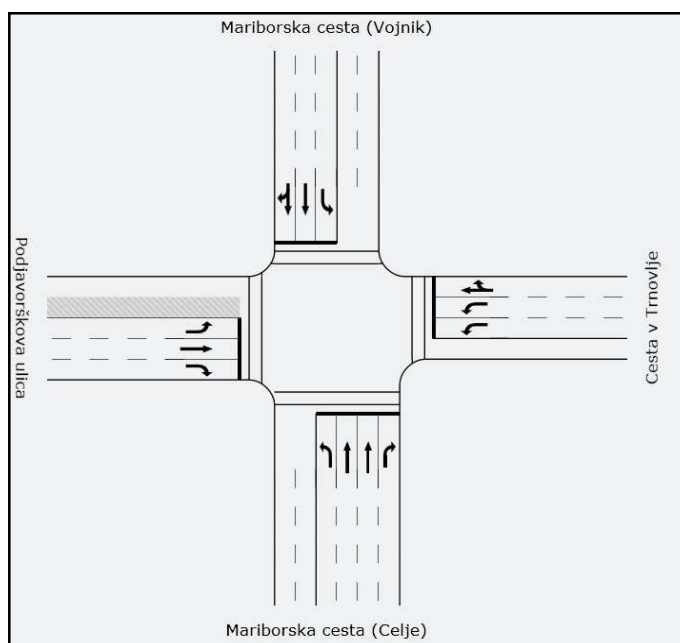 Mariborska cesta (Vojnik)
Podjavorškova ulica
Cesta v Trnovlje
Mariborska cesta (Celje)